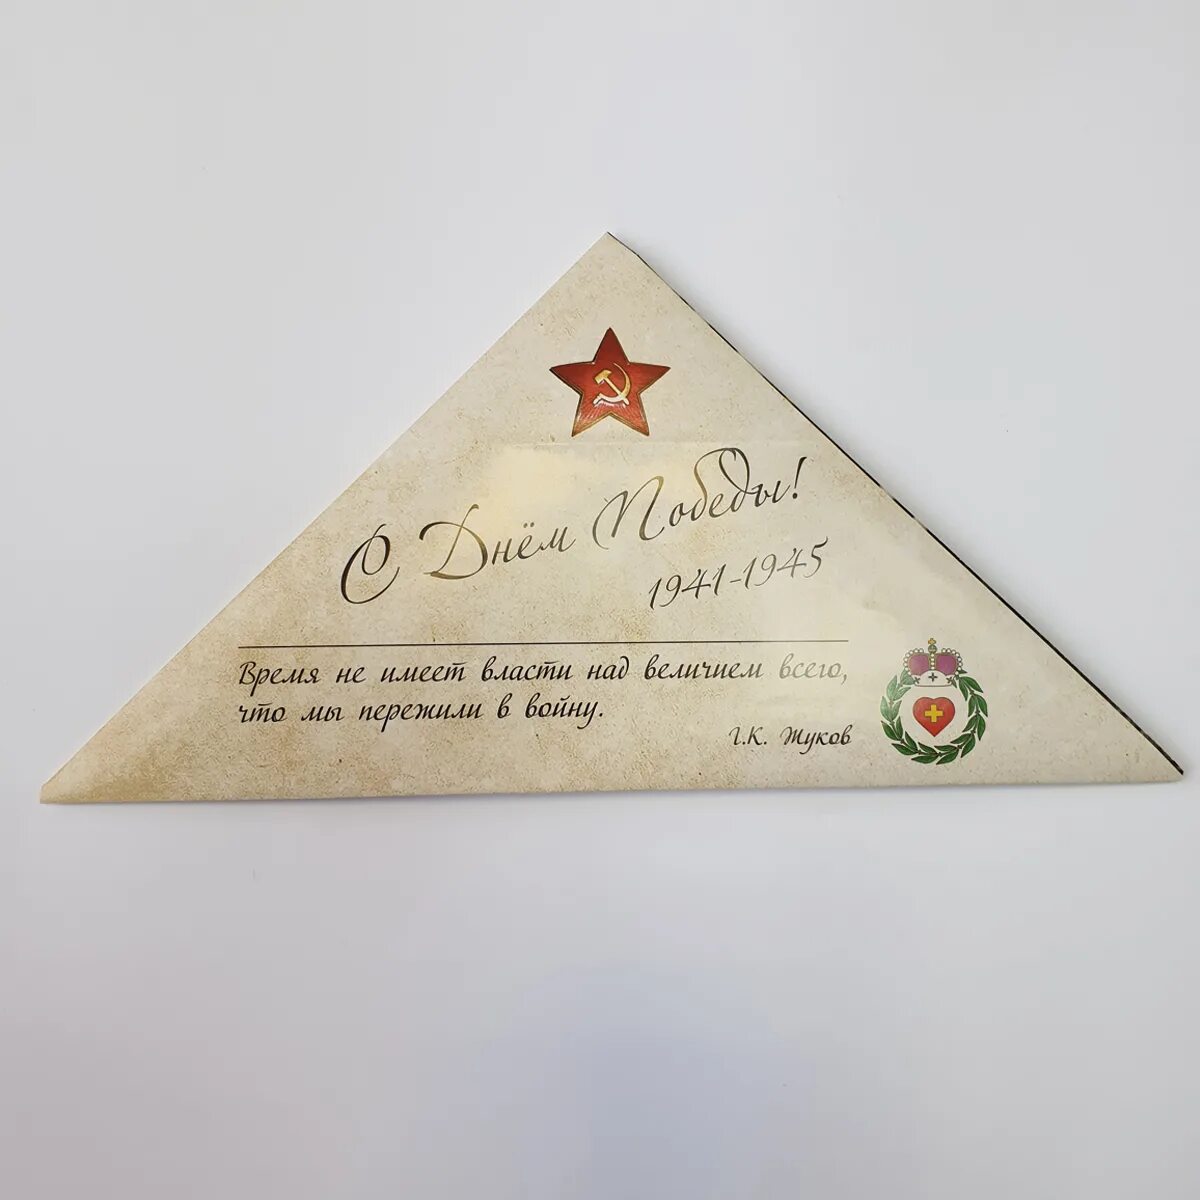 С Днём Победы!
1941-1945
Время не имеет власти над величием всего,
что мы пережили в войну.
Г.К. Жуков